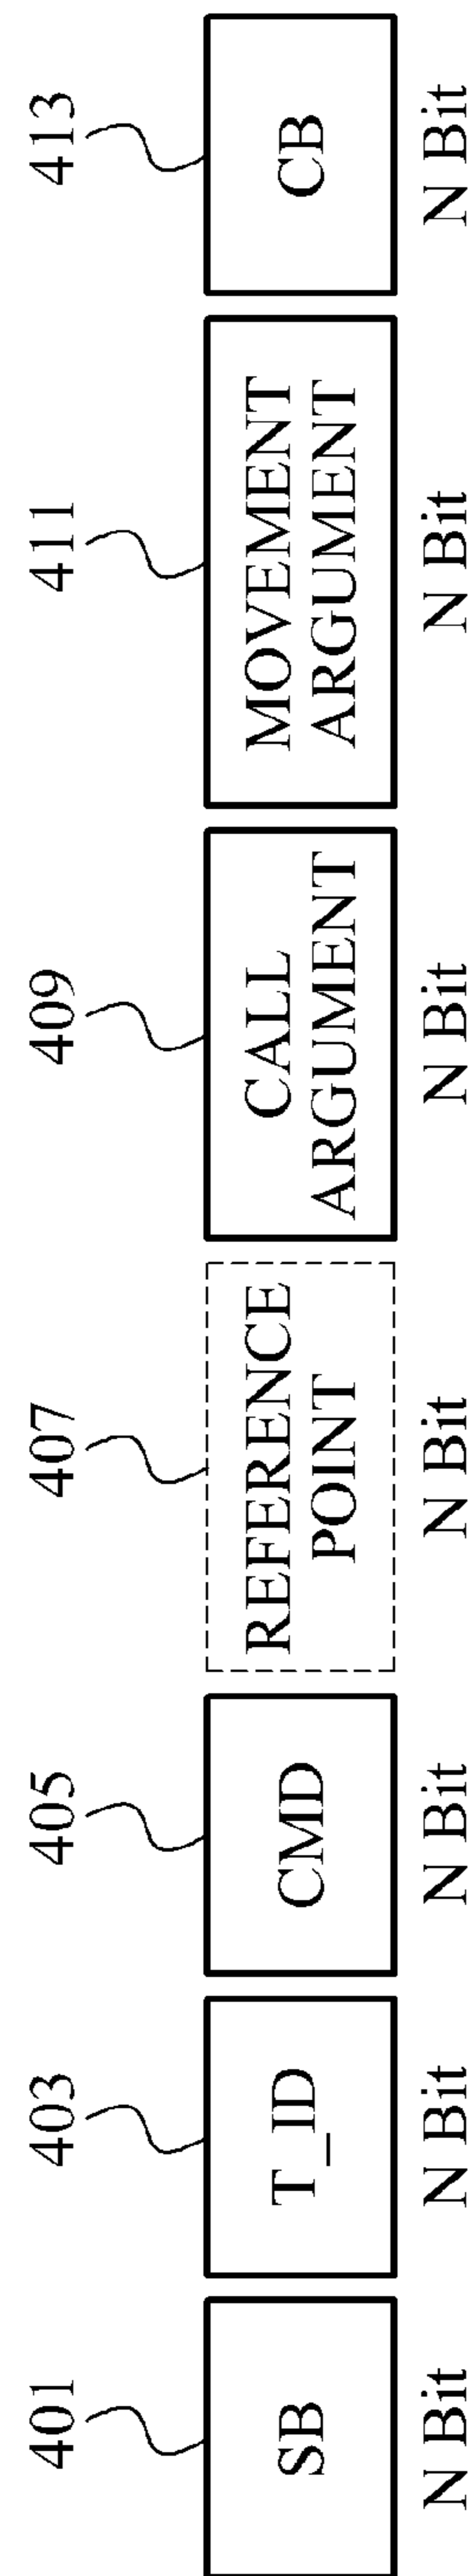 401
403
405
407
409
411
413
SB
T_ID
CMD
REFERENCE
POINT
CALL
ARGUMENT
MOVEMENT
ARGUMENT
CB
N Bit
N Bit
N Bit
N Bit
N Bit
N Bit
N Bit